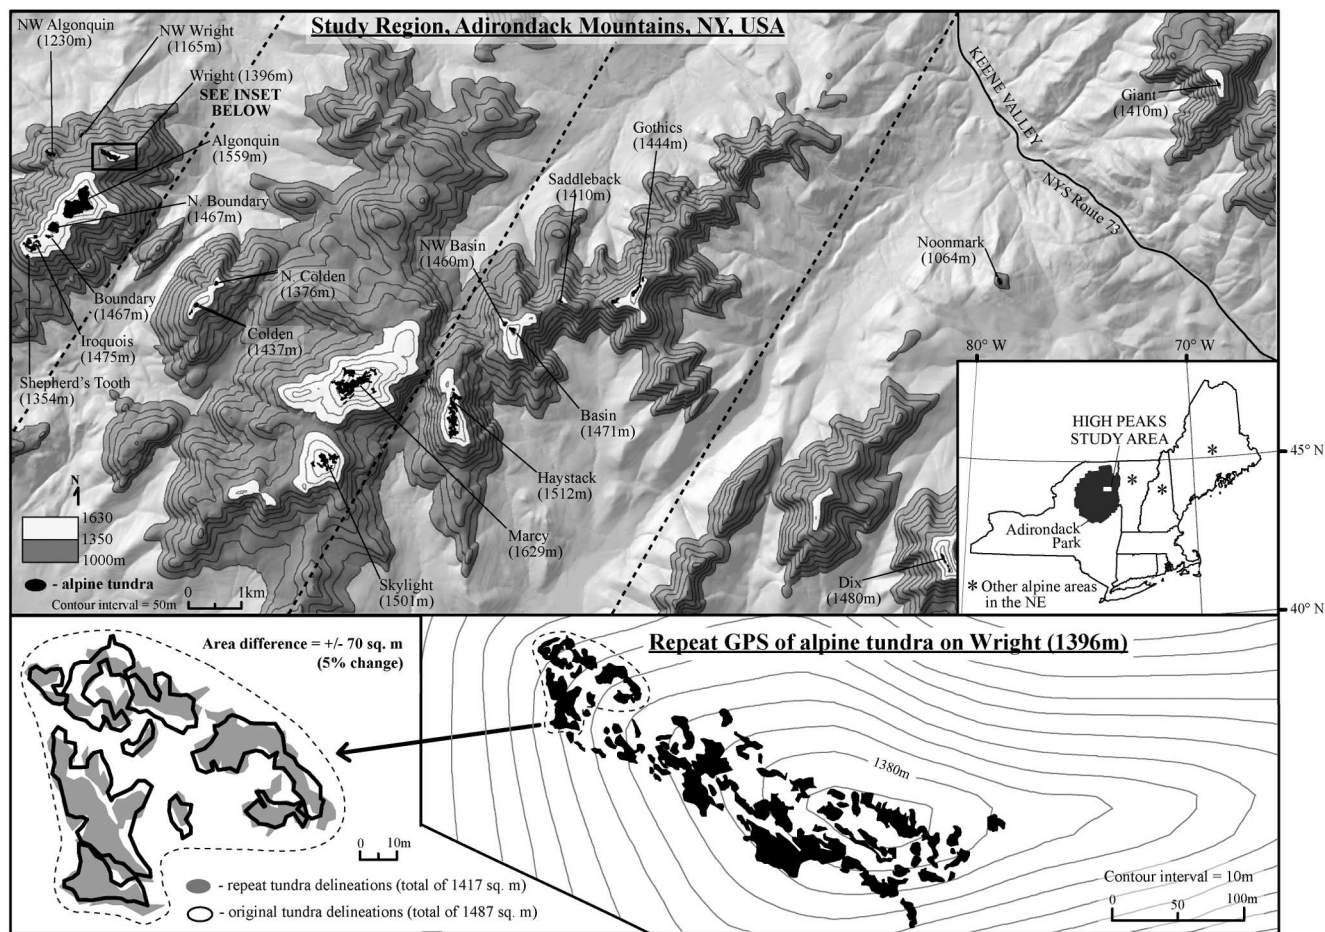 Study Region, Adirondack Mountains, NY, USA
NW Algonquin
(1230m)
NW Wright
(1165m)
Wright (1396m)
SEE INSET
BELOW
Algonquin
(1559m)
N. Boundary
(1467m)
Boundary
(1467m)
Iroquois
(1475m)
Shepherd's Tooth
(1354m)
N. Colden
(1376m)
Colden
(1437m)
NW Basin
(1460m)
Saddleback
(1410m)
Gothics
(1444m)
Basin
(1471m)
Haystack
(1512m)
Marcy
(1629m)
Skylight
(1501m)
KEENE VALLEY
NYS Route 73
Giant
(1410m)
Noonmark
(1064m)
Dix
(1480m)
N
1630
1350
1000m
- alpine tundra
Contour interval = 50m
0 1km
80° W
70° W
HIGH PEAKS
STUDY AREA
45° N
Adirondack
Park
* Other alpine areas
in the NE
40° N
Area difference = +/- 70 sq. m
(5% change)
0 10m
- repeat tundra delineations (total of 1417 sq. m)
- original tundra delineations (total of 1487 sq. m)
Repeat GPS of alpine tundra on Wright (1396m)
1380m
Contour interval = 10m
0 50 100m